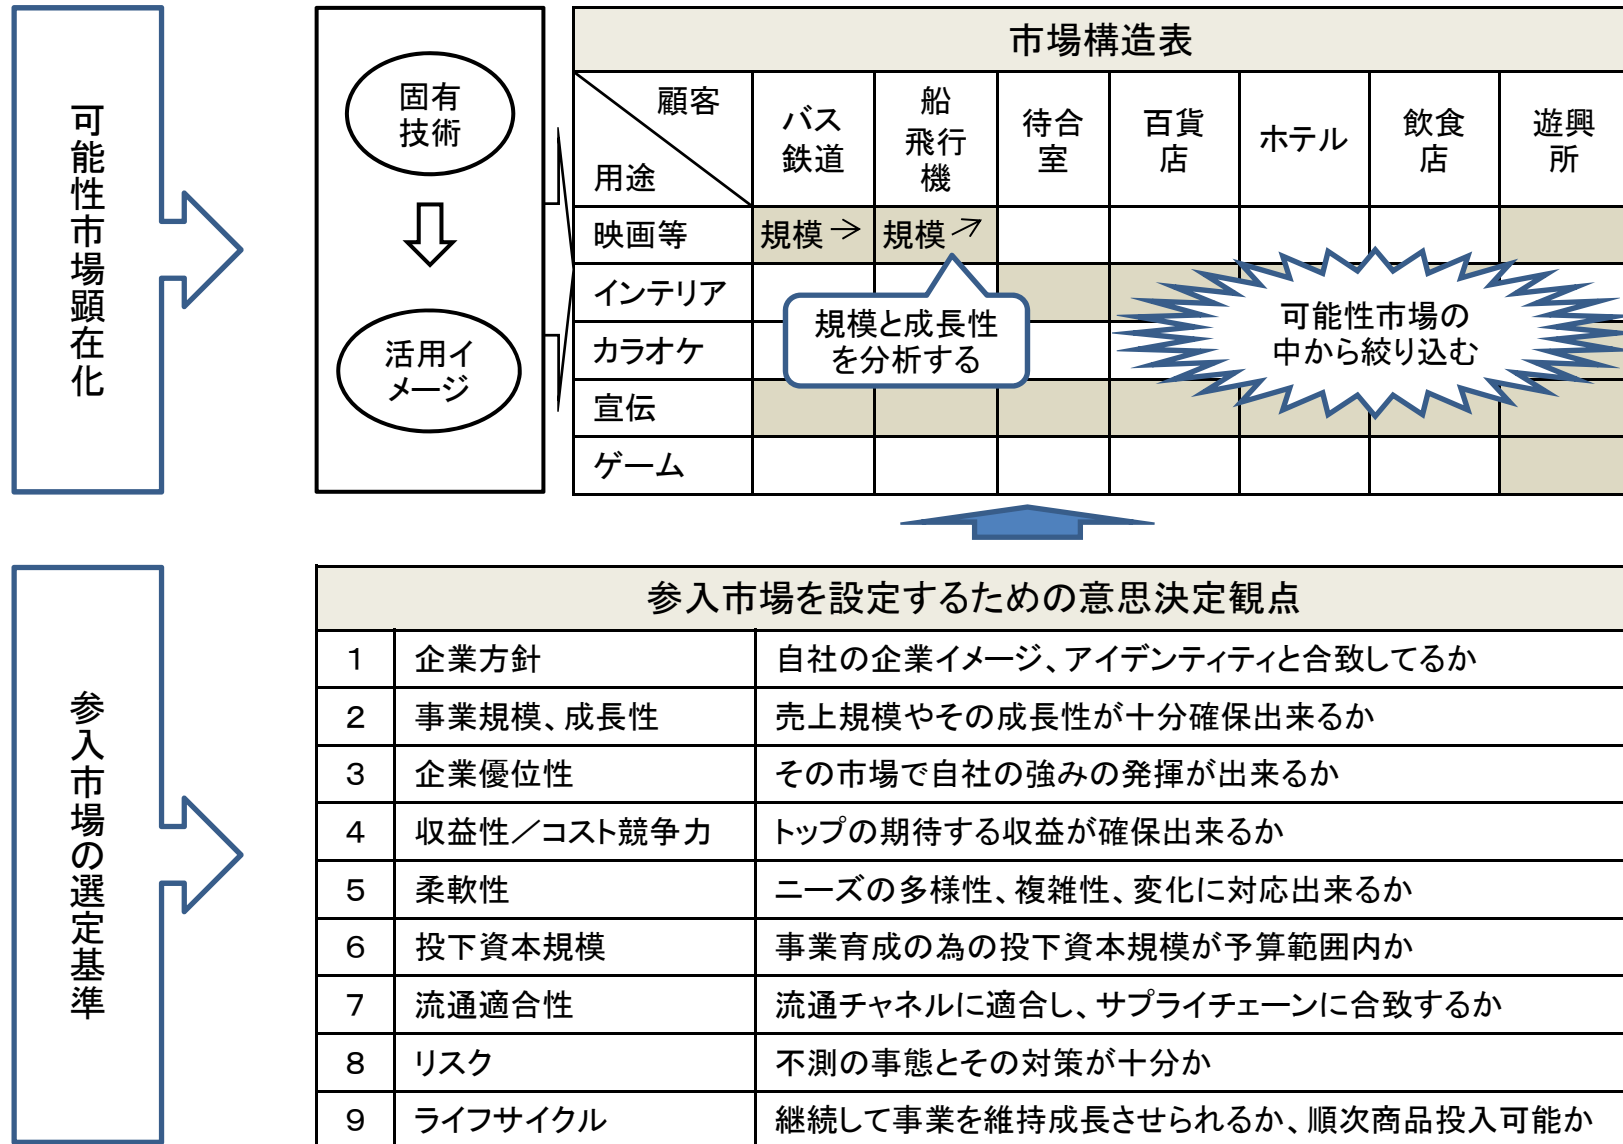 可能性市場顕在化
固有
技術
活用イ
メージ
市場構造表
顧客
用途
バス
鉄道
船
飛行
機
待合
室
百貨
店
ホテル
飲食
店
遊興
所
映画等
規模→
規模↗
インテリア
カラオケ
宣伝
ゲーム
規模と成長性
を分析する
可能性市場の
中から絞り込む
参入市場の選定基準
参入市場を設定するための意思決定観点
1 企業方針 自社の企業イメージ、アイデンティティと合致してるか
2 事業規模、成長性 売上規模やその成長性が十分確保出来るか
3 企業優位性 その市場で自社の強みの発揮が出来るか
4 収益性／コスト競争力 トップの期待する収益が確保出来るか
5 柔軟性 ニーズの多様性、複雑性、変化に対応出来るか
6 投下資本規模 事業育成の為の投下資本規模が予算範囲内か
7 流通適合性 流通チャネルに適合し、サプライチェーンに合致するか
8 リスク 不測の事態とその対策が十分か
9 ライフサイクル 継続して事業を維持成長させられるか、順次商品投入可能か